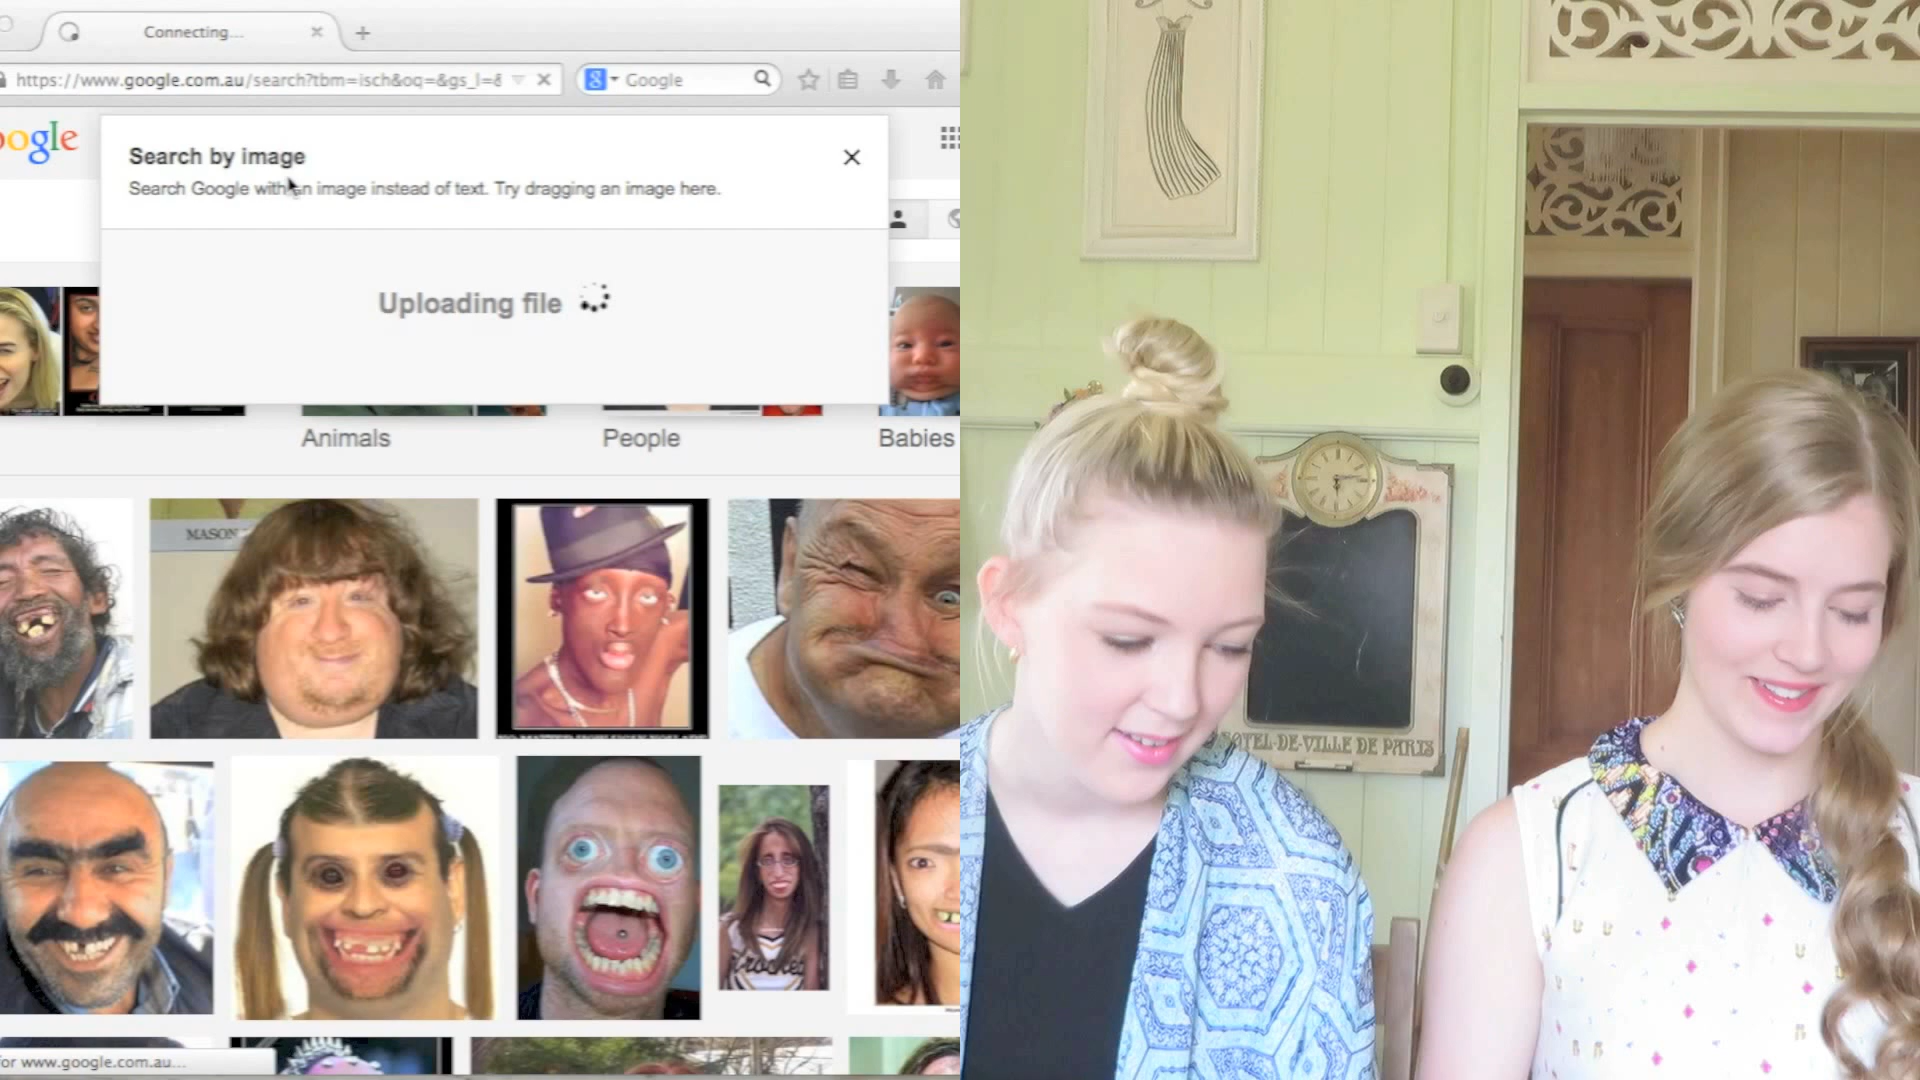 Connecting...
https://www.google.com.au/search?tbm=isch&oq=&gs_l=
Google
oogle
Search by image
Search Google with an image instead of text. Try dragging an image here.
Uploading file
Animals
People
Babies
MASON
HOTEL-DE-VILLE DE PARIS
for www.google.com.au...